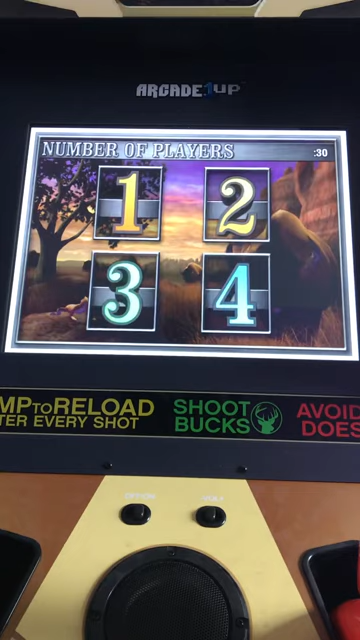 ARCADE1UP
NUMBER OF PLAYERS :30
1 2
3 4
MP TO RELOAD SHOOT AVOID
TER EVERY SHOT BUCKS DOES
VOLUME